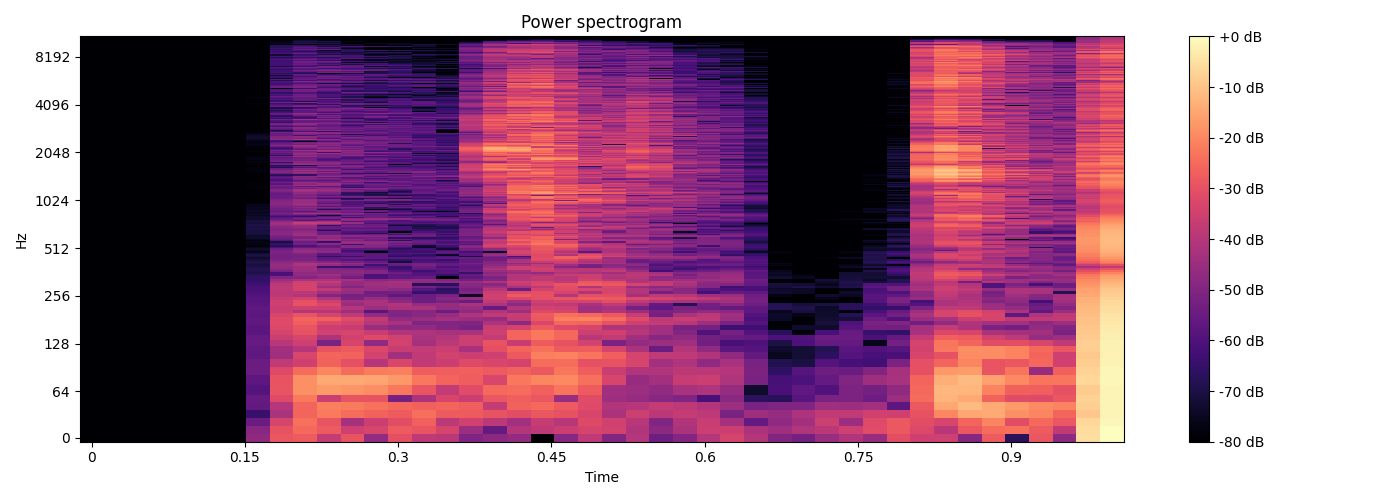 Power spectrogram
8192
4096
2048
1024
512
256
128
64
0
Hz
0
0.15
0.3
0.45
0.6
0.75
0.9
Time
+0 dB
-10 dB
-20 dB
-30 dB
-40 dB
-50 dB
-60 dB
-70 dB
-80 dB